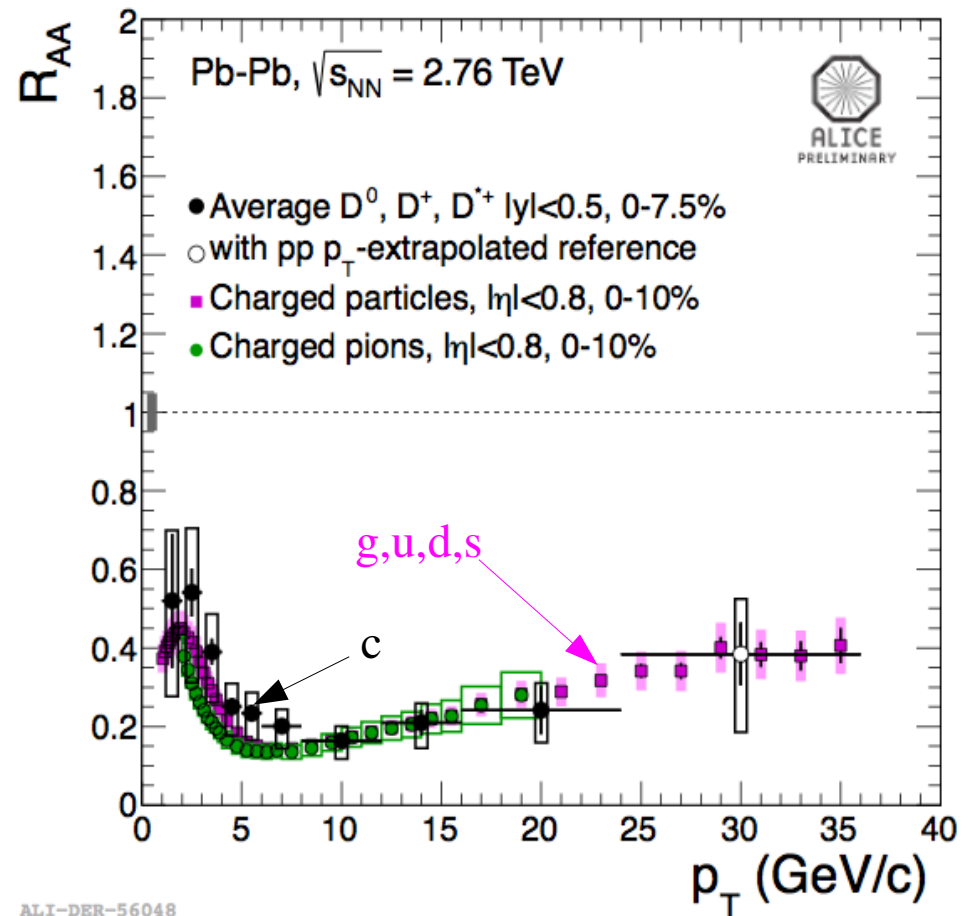 R_AA
2
1.8
1.6
1.4
1.2
1
0.8
0.6
0.4
0.2
0
Pb-Pb, √s_NN = 2.76 TeV
ALICE
PRELIMINARY
Average D^0, D^+, D^*+ |y|<0.5, 0-7.5%
with pp p_T-extrapolated reference
Charged particles, |η|<0.8, 0-10%
Charged pions, |η|<0.8, 0-10%
g,u,d,s
c
0 5 10 15 20 25 30 35 40
p_T (GeV/c)
ALI-DER-56048